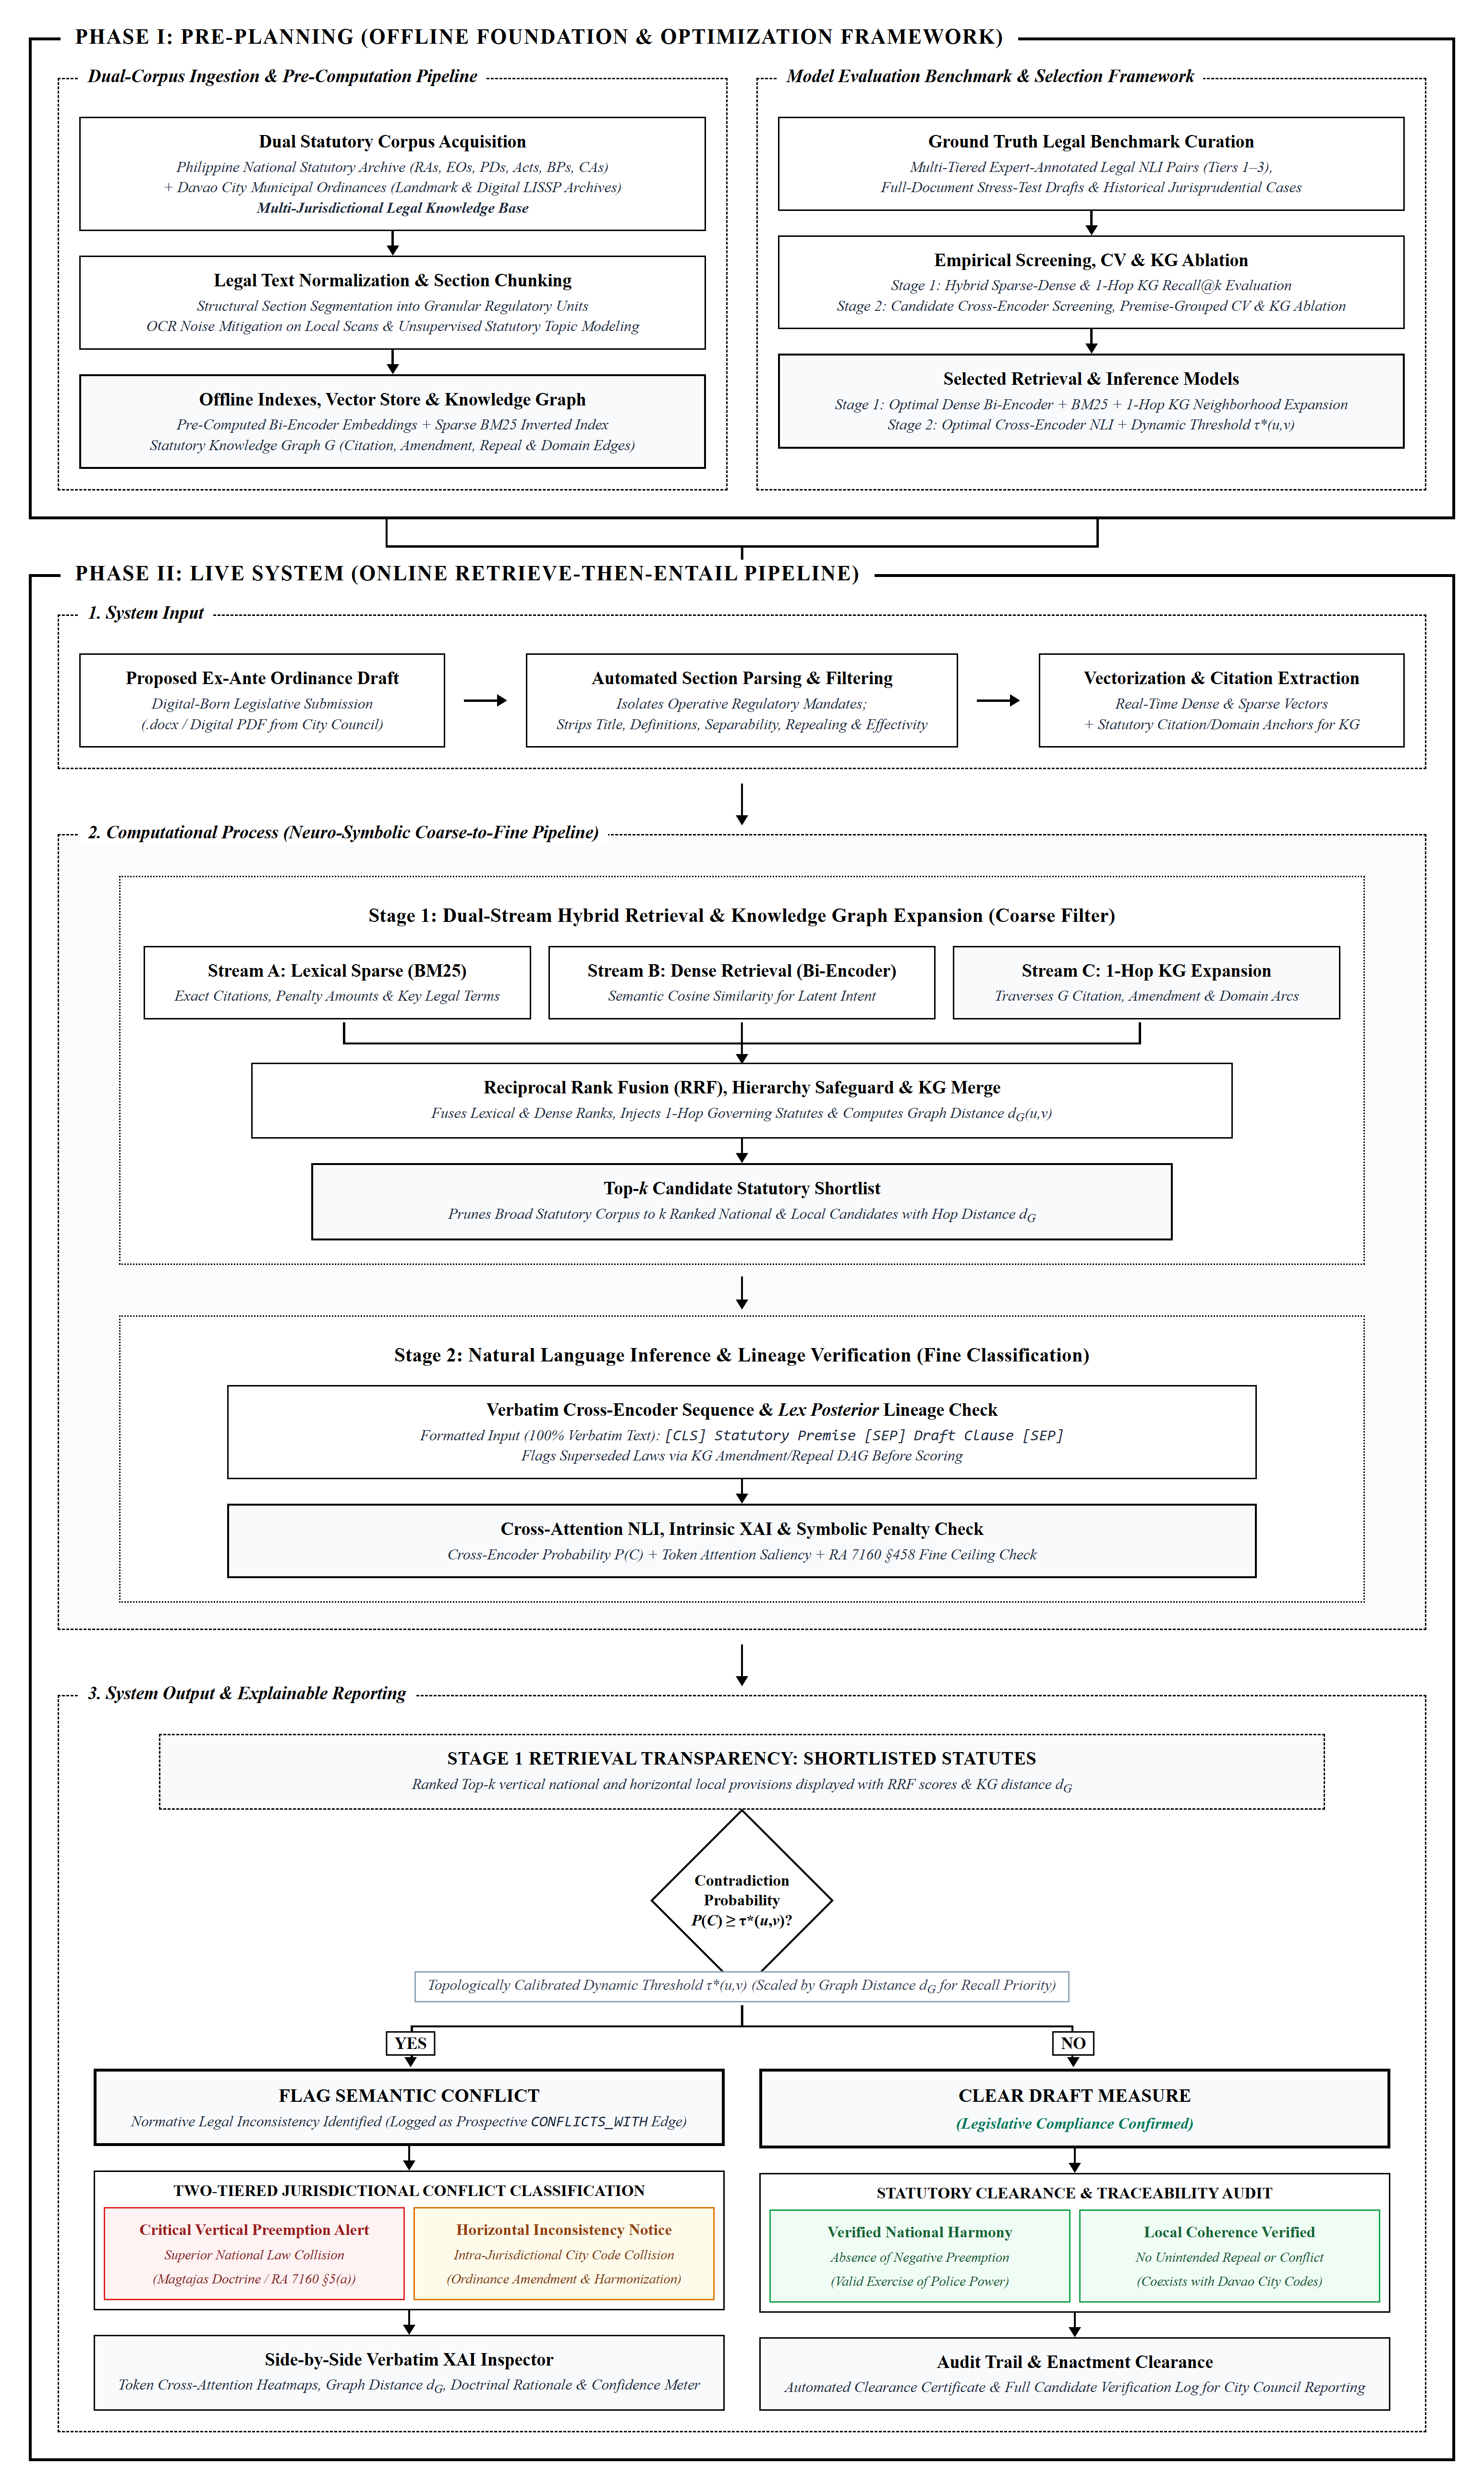 PHASE I: PRE-PLANNING (OFFLINE FOUNDATION & OPTIMIZATION FRAMEWORK)
Dual-Corpus Ingestion & Pre-Computation Pipeline
Dual Statutory Corpus Acquisition
Philippine National Statutory Archive (RAs, EOs, PDs, Acts, BPs, CAs)
+ Davao City Municipal Ordinances (Landmark & Digital LISSP Archives)
Multi-Jurisdictional Legal Knowledge Base
Legal Text Normalization & Section Chunking
Structural Section Segmentation into Granular Regulatory Units
OCR Noise Mitigation on Local Scans & Unsupervised Statutory Topic Modeling
Offline Indexes, Vector Store & Knowledge Graph
Pre-Computed Bi-Encoder Embeddings + Sparse BM25 Inverted Index
Statutory Knowledge Graph G (Citation, Amendment, Repeal & Domain Edges)
Model Evaluation Benchmark & Selection Framework
Ground Truth Legal Benchmark Curation
Multi-Tiered Expert-Annotated Legal NLI Pairs (Tiers 1–3),
Full-Document Stress-Test Drafts & Historical Jurisprudential Cases
Empirical Screening, CV & KG Ablation
Stage 1: Hybrid Sparse-Dense & 1-Hop KG Recall@k Evaluation
Stage 2: Candidate Cross-Encoder Screening, Premise-Grouped CV & KG Ablation
Selected Retrieval & Inference Models
Stage 1: Optimal Dense Bi-Encoder + BM25 + 1-Hop KG Neighborhood Expansion
Stage 2: Optimal Cross-Encoder NLI + Dynamic Threshold τ*(u,v)
PHASE II: LIVE SYSTEM (ONLINE RETRIEVE-THEN-ENTAIL PIPELINE)
1. System Input
Proposed Ex-Ante Ordinance Draft
Digital-Born Legislative Submission
(.docx / Digital PDF from City Council)
Automated Section Parsing & Filtering
Isolates Operative Regulatory Mandates;
Strips Title, Definitions, Separability, Repealing & Effectivity
Vectorization & Citation Extraction
Real-Time Dense & Sparse Vectors
+ Statutory Citation/Domain Anchors for KG
2. Computational Process (Neuro-Symbolic Coarse-to-Fine Pipeline)
Stage 1: Dual-Stream Hybrid Retrieval & Knowledge Graph Expansion (Coarse Filter)
Stream A: Lexical Sparse (BM25)
Exact Citations, Penalty Amounts & Key Legal Terms
Stream B: Dense Retrieval (Bi-Encoder)
Semantic Cosine Similarity for Latent Intent
Stream C: 1-Hop KG Expansion
Traverses G Citation, Amendment & Domain Arcs
Reciprocal Rank Fusion (RRF), Hierarchy Safeguard & KG Merge
Fuses Lexical & Dense Ranks, Injects 1-Hop Governing Statutes & Computes Graph Distance dG(u,v)
Top-k Candidate Statutory Shortlist
Prunes Broad Statutory Corpus to k Ranked National & Local Candidates with Hop Distance dG
Stage 2: Natural Language Inference & Lineage Verification (Fine Classification)
Verbatim Cross-Encoder Sequence & Lex Posterior Lineage Check
Formatted Input (100% Verbatim Text): [CLS] Statutory Premise [SEP] Draft Clause [SEP]
Flags Superseded Laws via KG Amendment/Repeal DAG Before Scoring
Cross-Attention NLI, Intrinsic XAI & Symbolic Penalty Check
Cross-Encoder Probability P(C) + Token Attention Saliency + RA 7160 §458 Fine Ceiling Check
3. System Output & Explainable Reporting
STAGE 1 RETRIEVAL TRANSPARENCY: SHORTLISTED STATUTES
Ranked Top-k vertical national and horizontal local provisions displayed with RRF scores & KG distance dG
Contradiction
Probability
P(C) ≥ τ*(u,v)?
Topologically Calibrated Dynamic Threshold τ*(u,v) (Scaled by Graph Distance dG for Recall Priority)
YES
NO
FLAG SEMANTIC CONFLICT
Normative Legal Inconsistency Identified (Logged as Prospective CONFLICTS_WITH Edge)
TWO-TIERED JURISDICTIONAL CONFLICT CLASSIFICATION
Critical Vertical Preemption Alert
Superior National Law Collision
(Magtajas Doctrine / RA 7160 §5(a))
Horizontal Inconsistency Notice
Intra-Jurisdictional City Code Collision
(Ordinance Amendment & Harmonization)
Side-by-Side Verbatim XAI Inspector
Token Cross-Attention Heatmaps, Graph Distance dG, Doctrinal Rationale & Confidence Meter
CLEAR DRAFT MEASURE
(Legislative Compliance Confirmed)
STATUTORY CLEARANCE & TRACEABILITY AUDIT
Verified National Harmony
Absence of Negative Preemption
(Valid Exercise of Police Power)
Local Coherence Verified
No Unintended Repeal or Conflict
(Coexists with Davao City Codes)
Audit Trail & Enactment Clearance
Automated Clearance Certificate & Full Candidate Verification Log for City Council Reporting